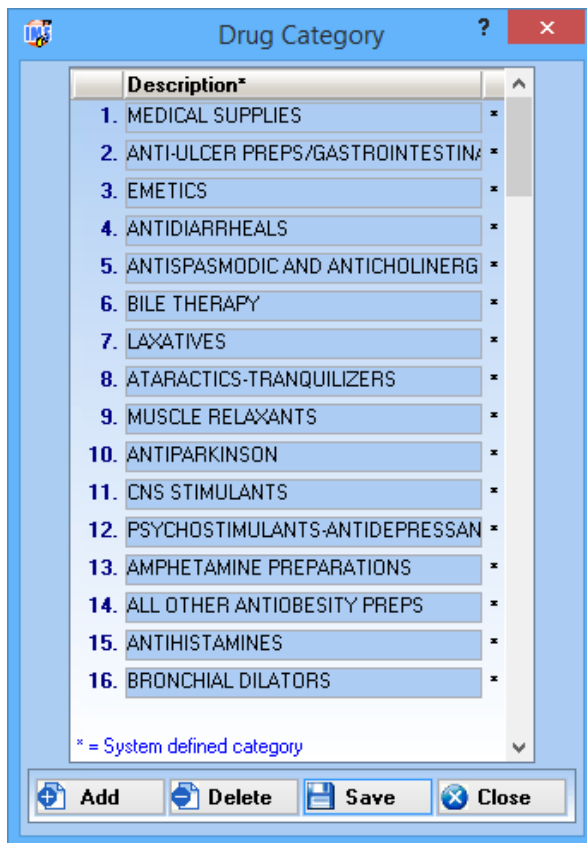 IMS
Drug Category ? ×
Description*
1. MEDICAL SUPPLIES *
2. ANTI-ULCER PREPS/GASTROINTESTINA *
3. EMETICS *
4. ANTIDIARRHEALS *
5. ANTISPASMODIC AND ANTICHOLINERG *
6. BILE THERAPY *
7. LAXATIVES *
8. ATARACTICS-TRANQUILIZERS *
9. MUSCLE RELAXANTS *
10. ANTIPARKINSON *
11. CNS STIMULANTS *
12. PSYCHOSTIMULANTS-ANTIDEPRESSAN *
13. AMPHETAMINE PREPARATIONS *
14. ALL OTHER ANTIOBESITY PREPS *
15. ANTIHISTAMINES *
16. BRONCHIAL DILATORS *
* = System defined category
Add Delete Save Close